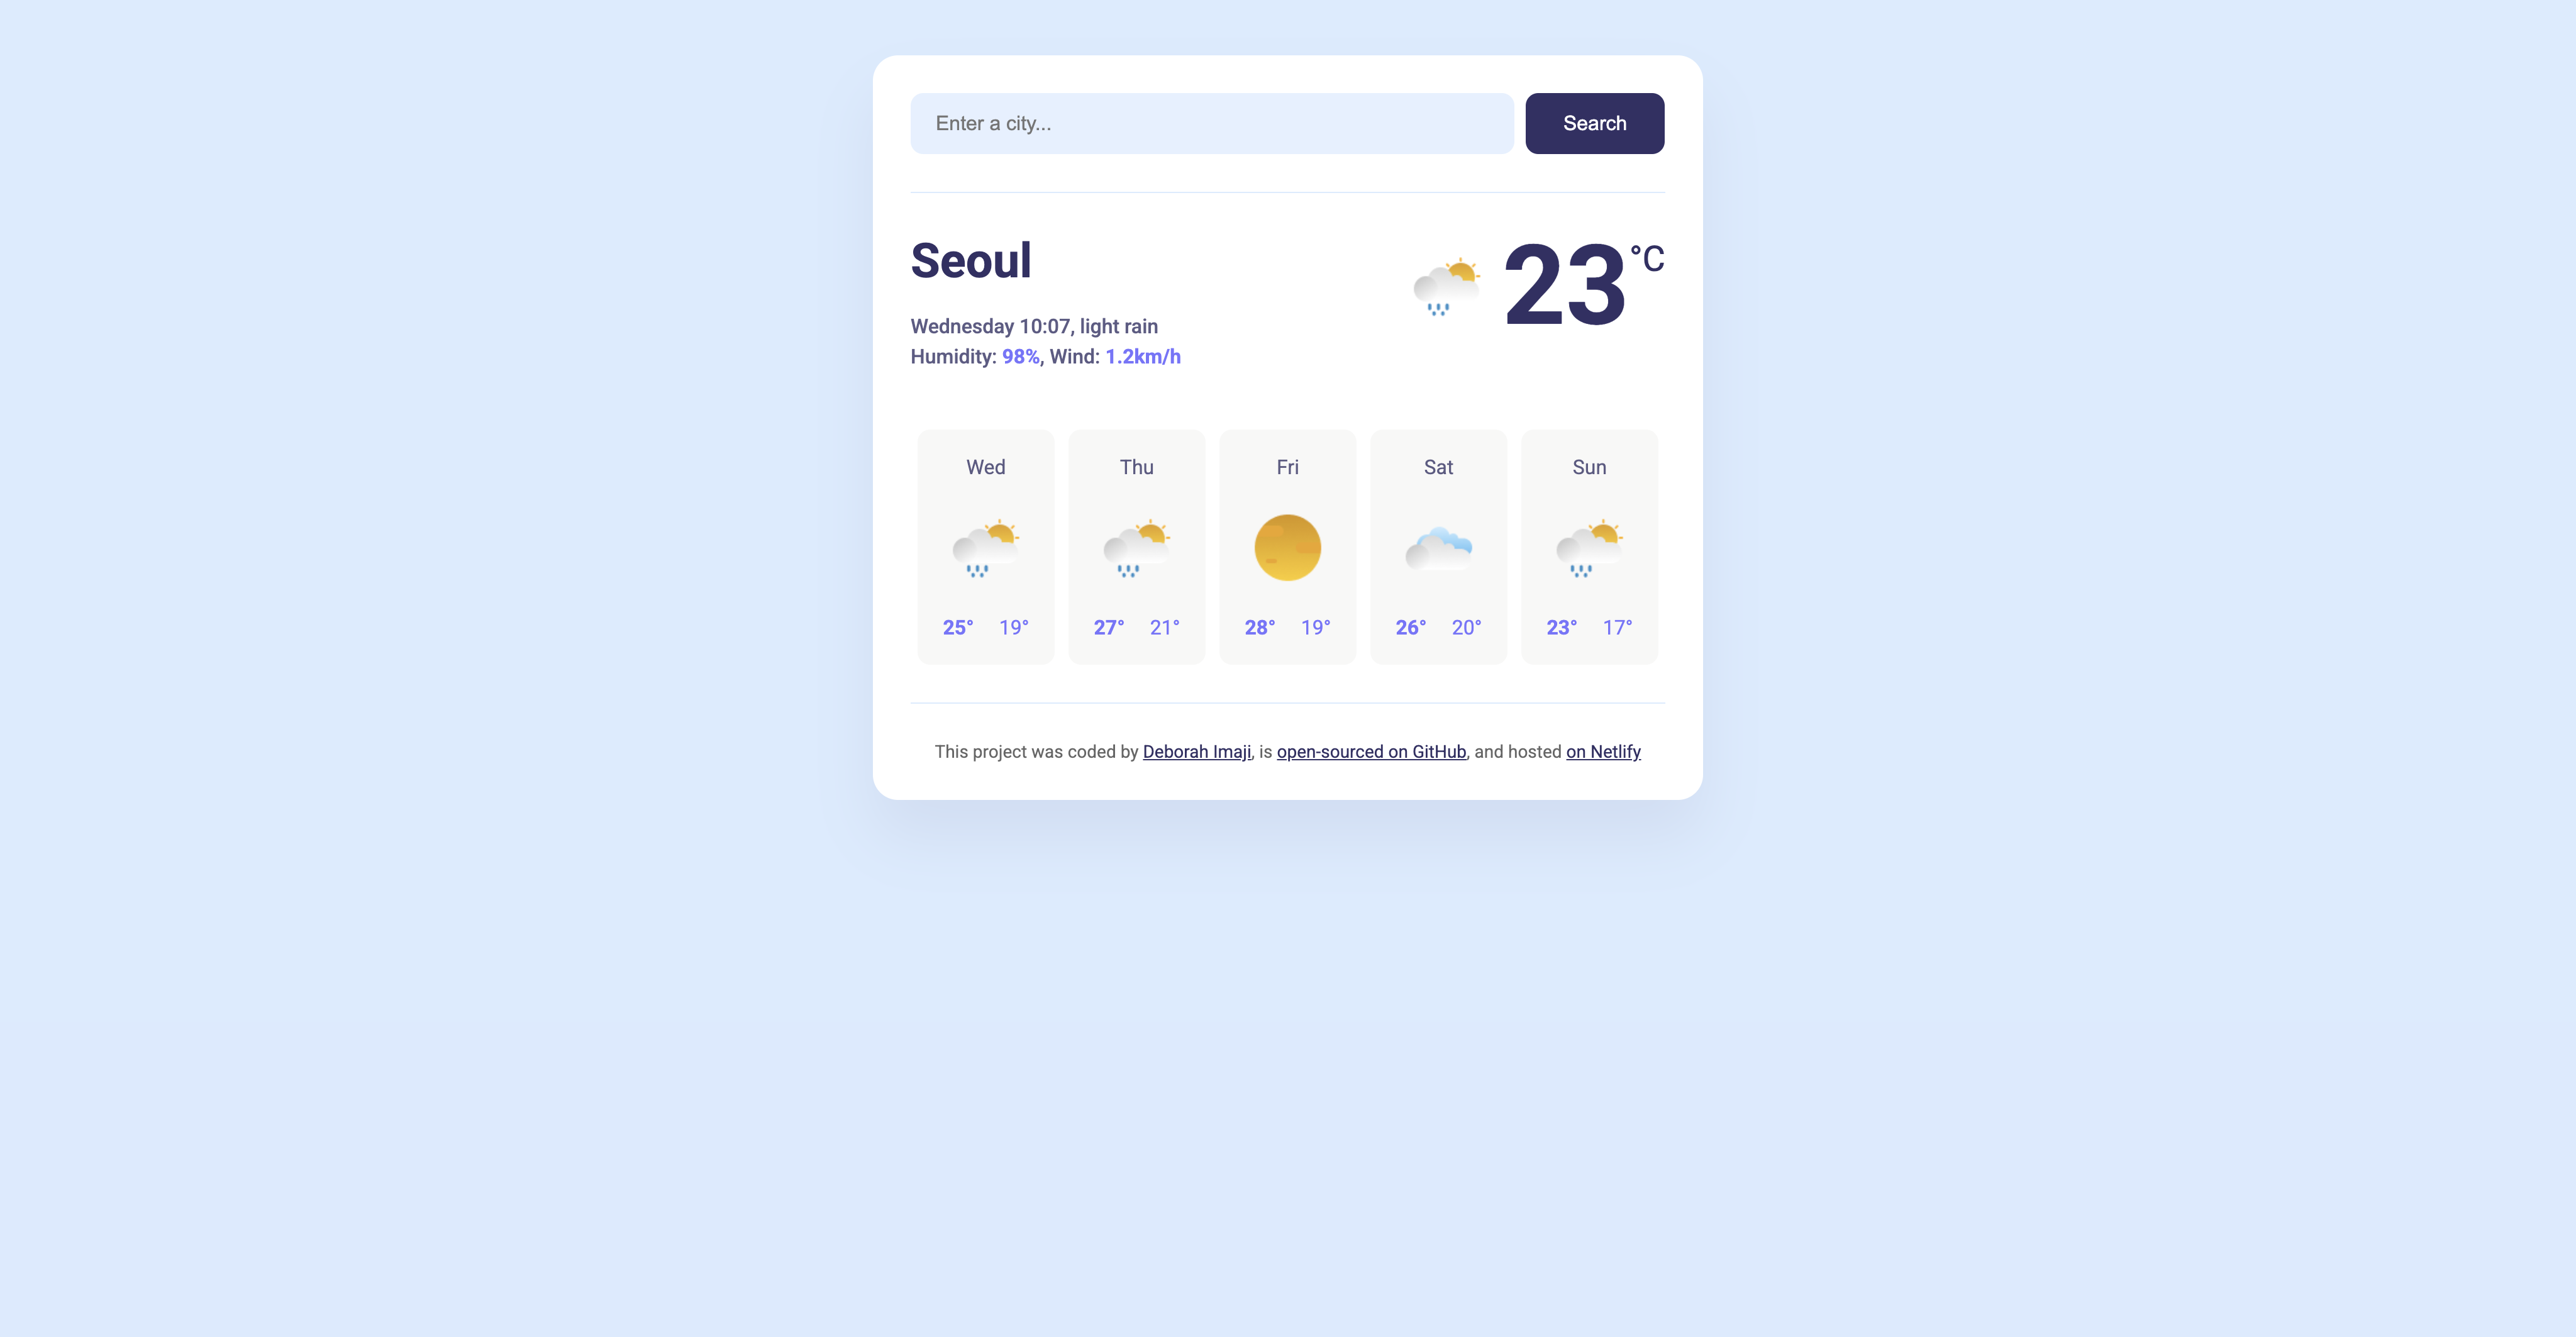 Enter a city...
Search
Seoul
23°C
Wednesday 10:07, light rain
Humidity: 98%, Wind: 1.2km/h
Wed
Thu
Fri
Sat
Sun
25° 19°
27° 21°
28° 19°
26° 20°
23° 17°
This project was coded by Deborah Imaji, is open-sourced on GitHub, and hosted on Netlify